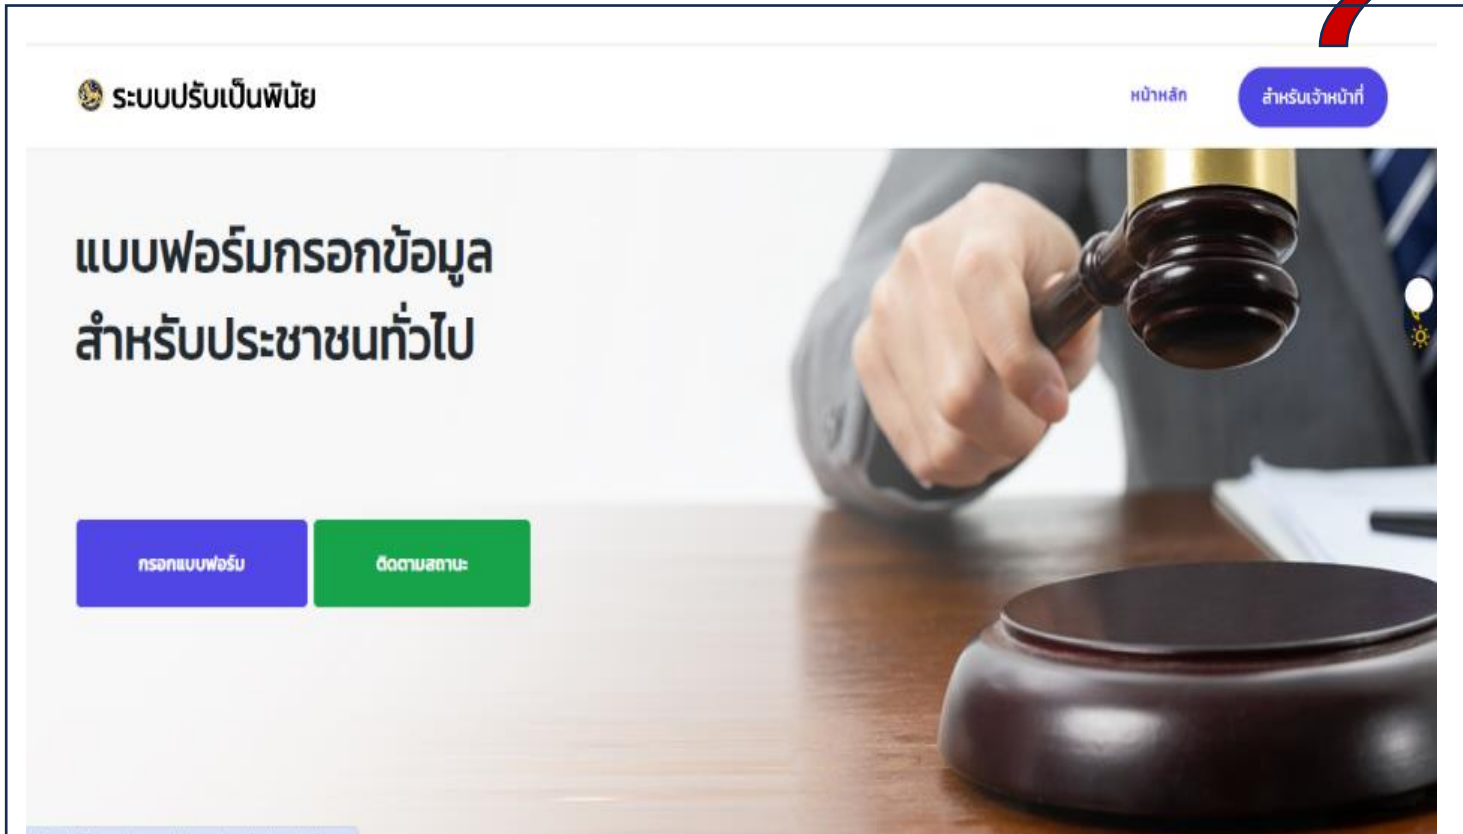 ระบบปรับเป็นพินัย
หน้าหลัก
สำหรับเจ้าหน้าที่
แบบฟอร์มกรอกข้อมูล
สำหรับประชาชนทั่วไป
กรอกแบบฟอร์ม
ติดตามสถานะ